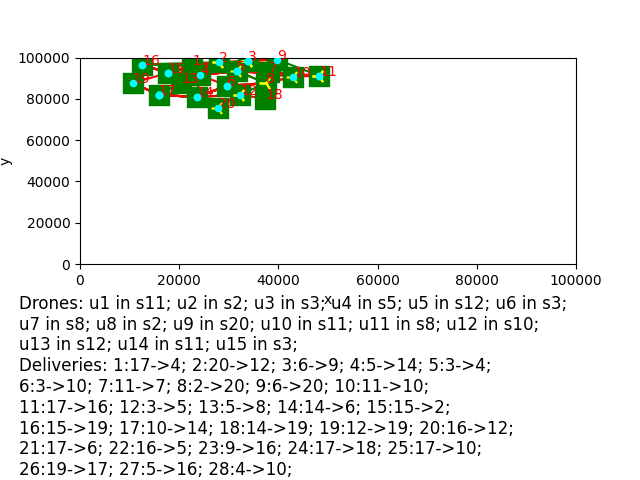 16 1 2 3 9
11
18
100000
80000
60000
40000
20000
0
y
0 20000 40000 60000 80000 100000
x
Drones: u1 in s11; u2 in s2; u3 in s3; u4 in s5; u5 in s12; u6 in s3;
u7 in s8; u8 in s2; u9 in s20; u10 in s11; u11 in s8; u12 in s10;
u13 in s12; u14 in s11; u15 in s3;
Deliveries: 1:17->4; 2:20->12; 3:6->9; 4:5->14; 5:3->4;
6:3->10; 7:11->7; 8:2->20; 9:6->20; 10:11->10;
11:17->16; 12:3->5; 13:5->8; 14:14->6; 15:15->2;
16:15->19; 17:10->14; 18:14->19; 19:12->19; 20:16->12;
21:17->6; 22:16->5; 23:9->16; 24:17->18; 25:17->10;
26:19->17; 27:5->16; 28:4->10;